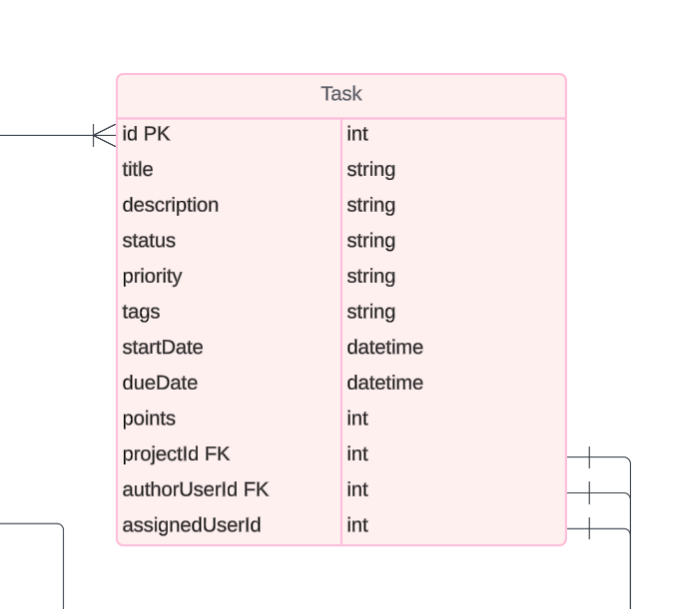 Task
id PK int
title string
description string
status string
priority string
tags string
startDate datetime
dueDate datetime
points int
projectId FK int
authorUserId FK int
assignedUserId int